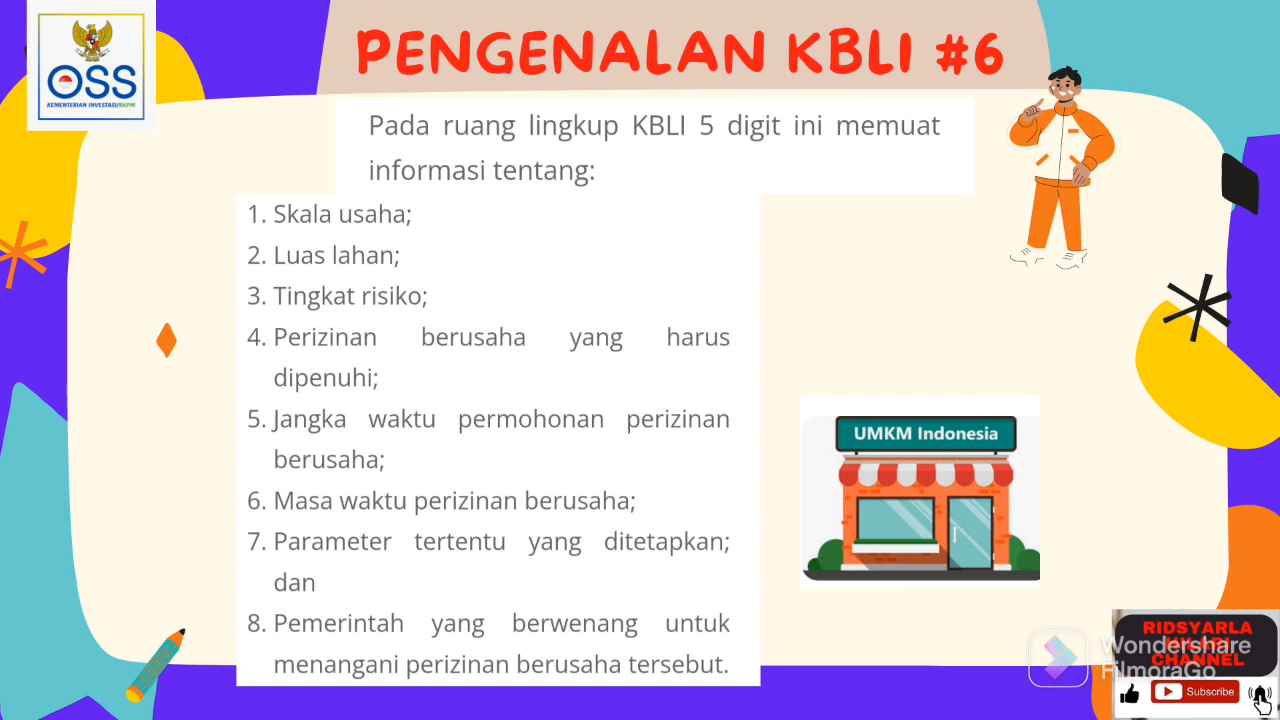 OSS
KEMENTERIAN INVESTASI/BKPM
PENGENALAN KBLI #6
Pada ruang lingkup KBLI 5 digit ini memuat
informasi tentang:
1. Skala usaha;
2. Luas lahan;
3. Tingkat risiko;
4. Perizinan berusaha yang harus
dipenuhi;
5. Jangka waktu permohonan perizinan
berusaha;
6. Masa waktu perizinan berusaha;
7. Parameter tertentu yang ditetapkan;
dan
8. Pemerintah yang berwenang untuk
menangani perizinan berusaha tersebut.
UMKM Indonesia
RIDSYARLA
CHANNEL
Wondershare
FilmoraGo
Subscribe